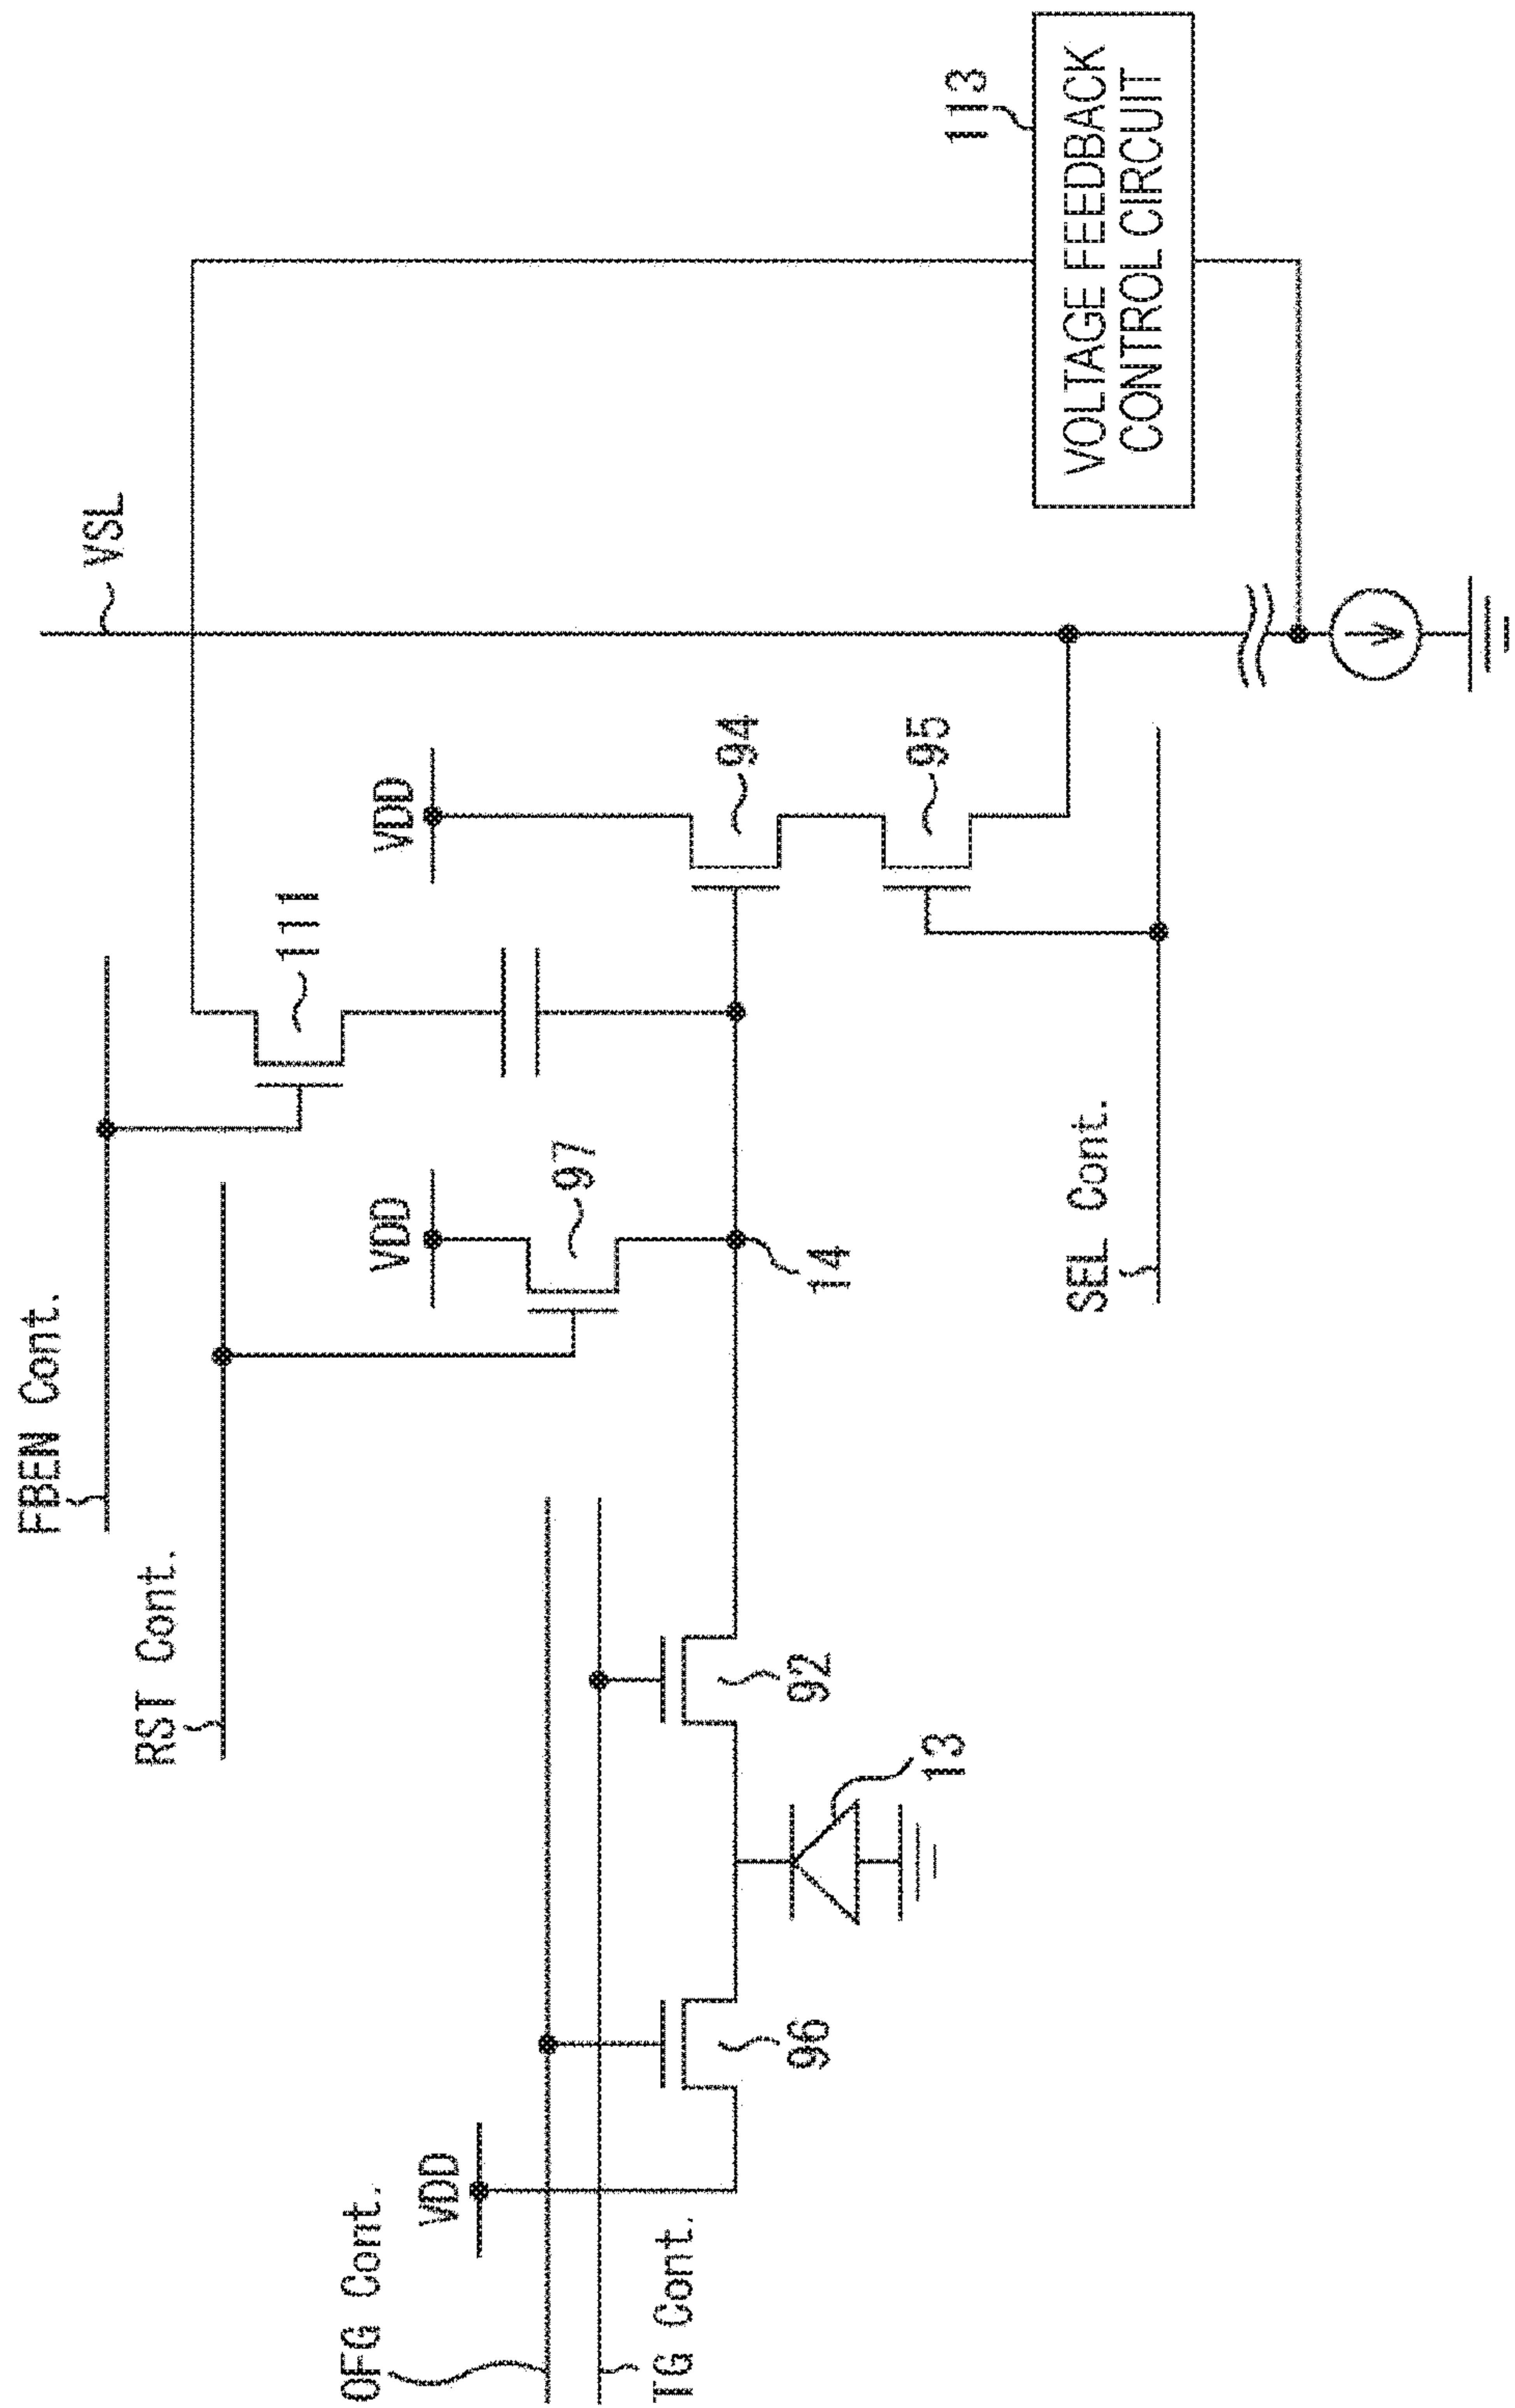 FBEN Cont.
RST Cont.
OFG Cont.
TG Cont.
VDD
VDD
VDD
VSL
111
97
94
95
14
92
96
13
SEL Cont.
113
VOLTAGE FEEDBACK
CONTROL CIRCUIT